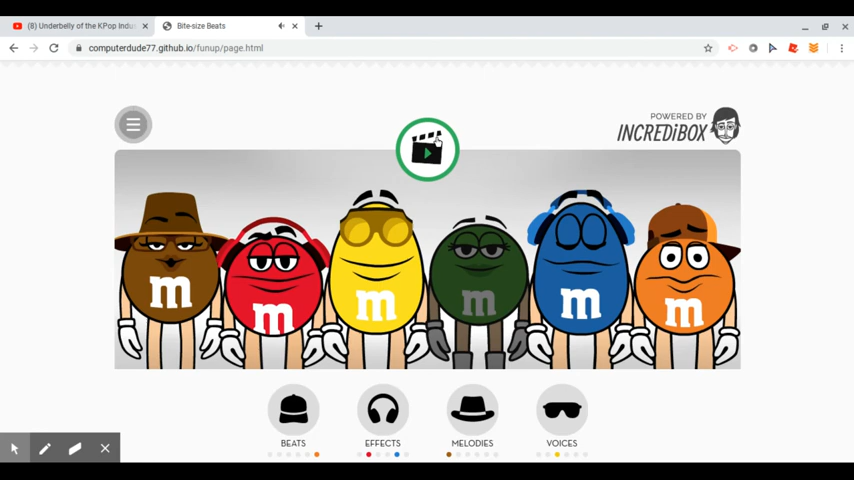 (8) Underbelly of the KPop Indus
Bite-size Beats
computerdude77.github.io/funup/page.html
POWERED BY
INCREDiBOX
m
m
m
m
m
m
BEATS
EFFECTS
MELODIES
VOICES